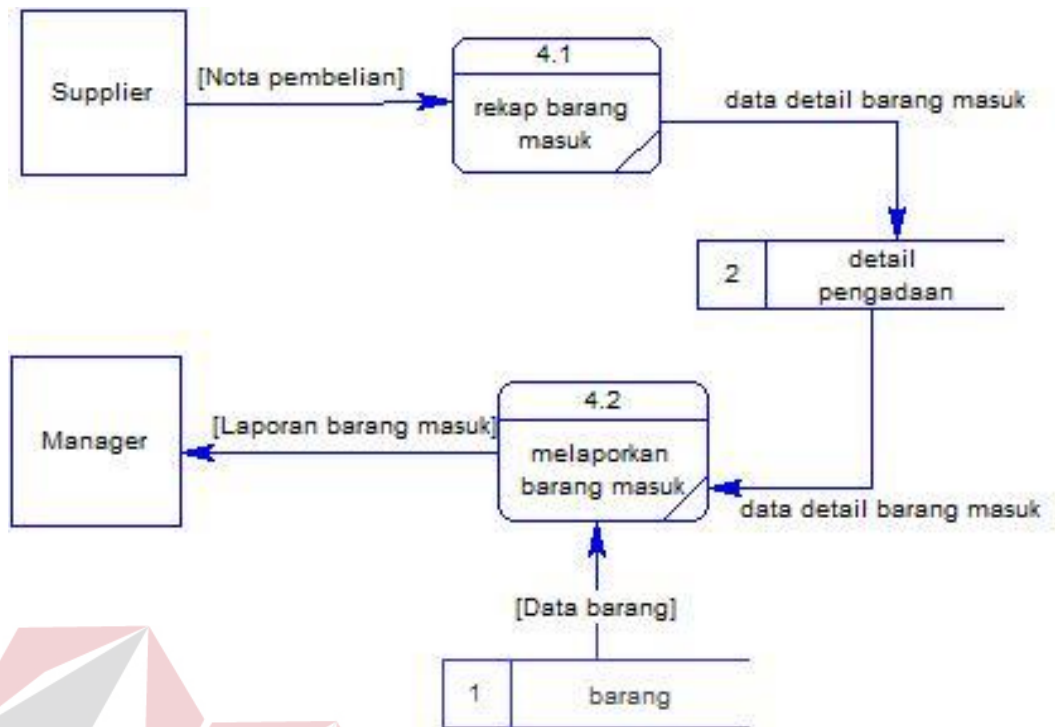 Supplier
[Nota pembelian]
4.1
rekap barang
masuk
data detail barang masuk
2
detail
pengadaan
Manager
[Laporan barang masuk]
4.2
melaporkan
barang masuk
data detail barang masuk
[Data barang]
1
barang